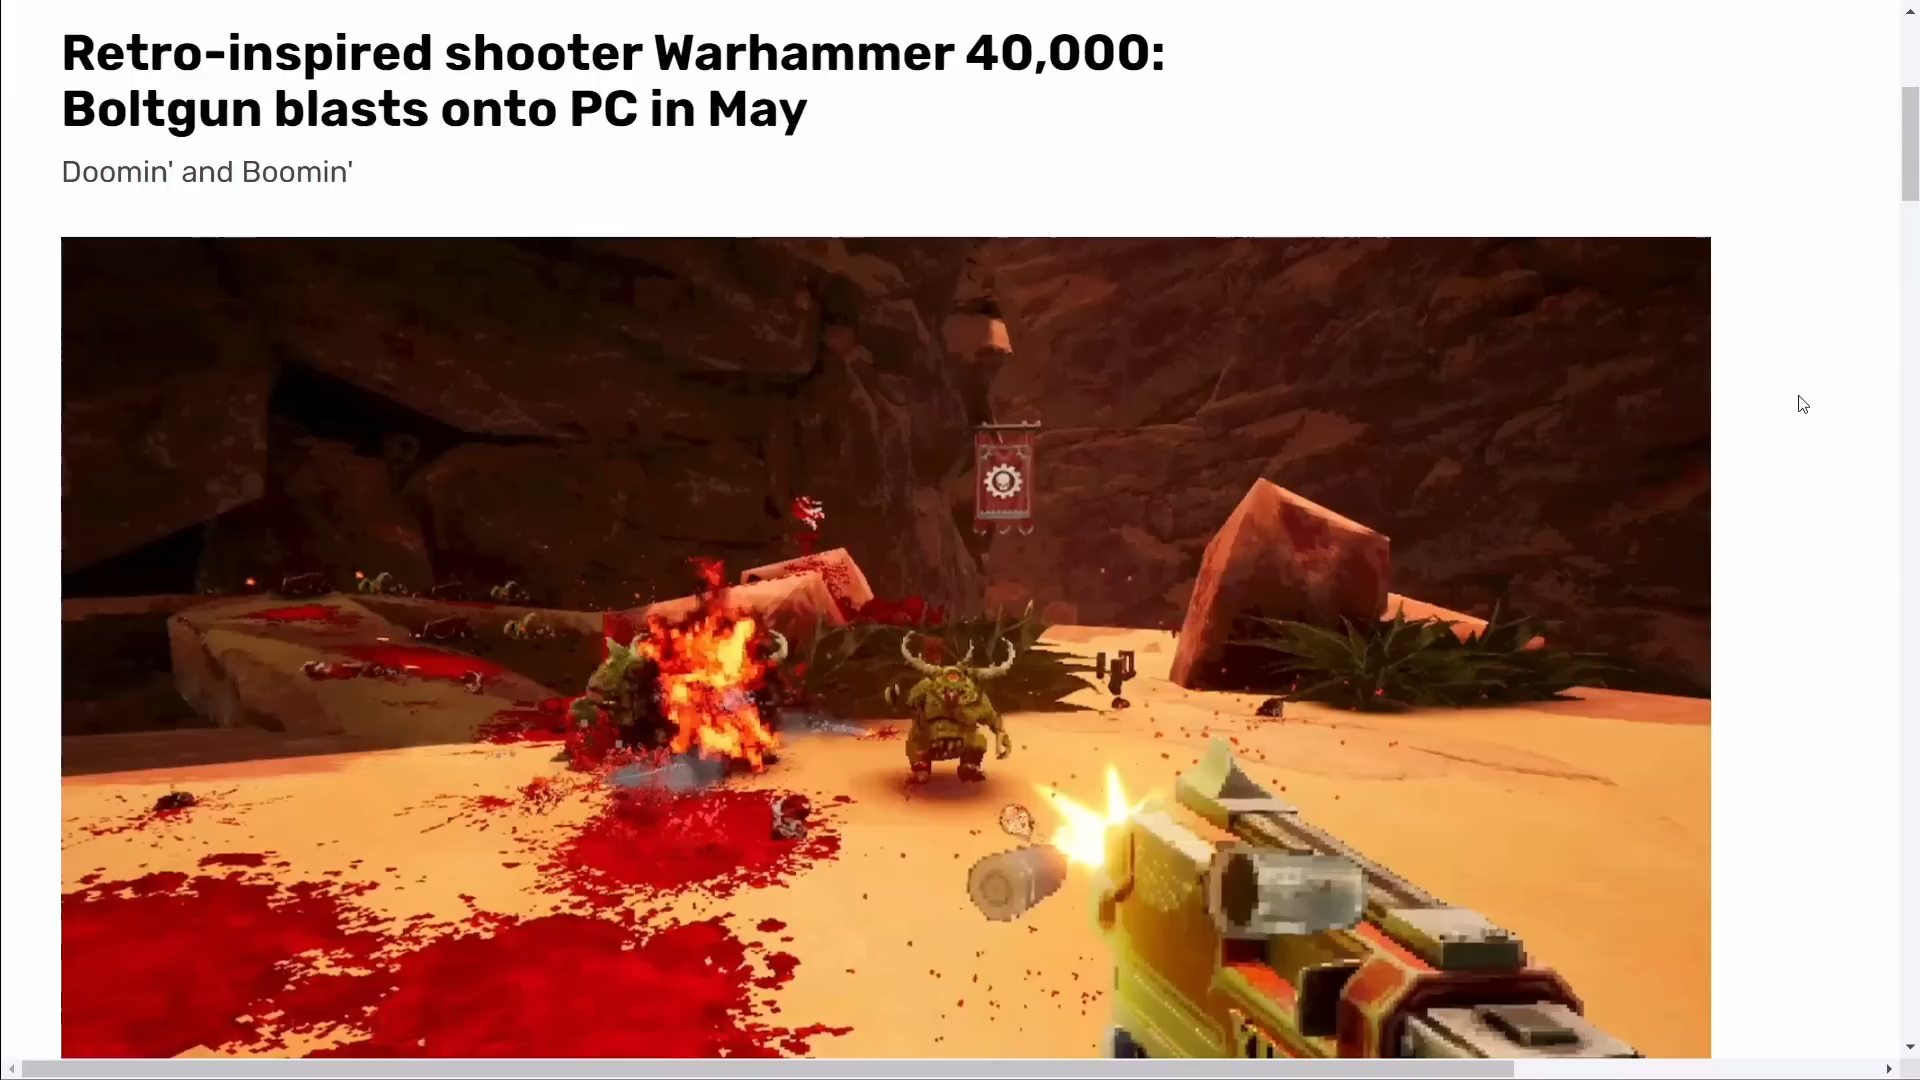 Retro-inspired shooter Warhammer 40,000:
Boltgun blasts onto PC in May
Doomin' and Boomin'